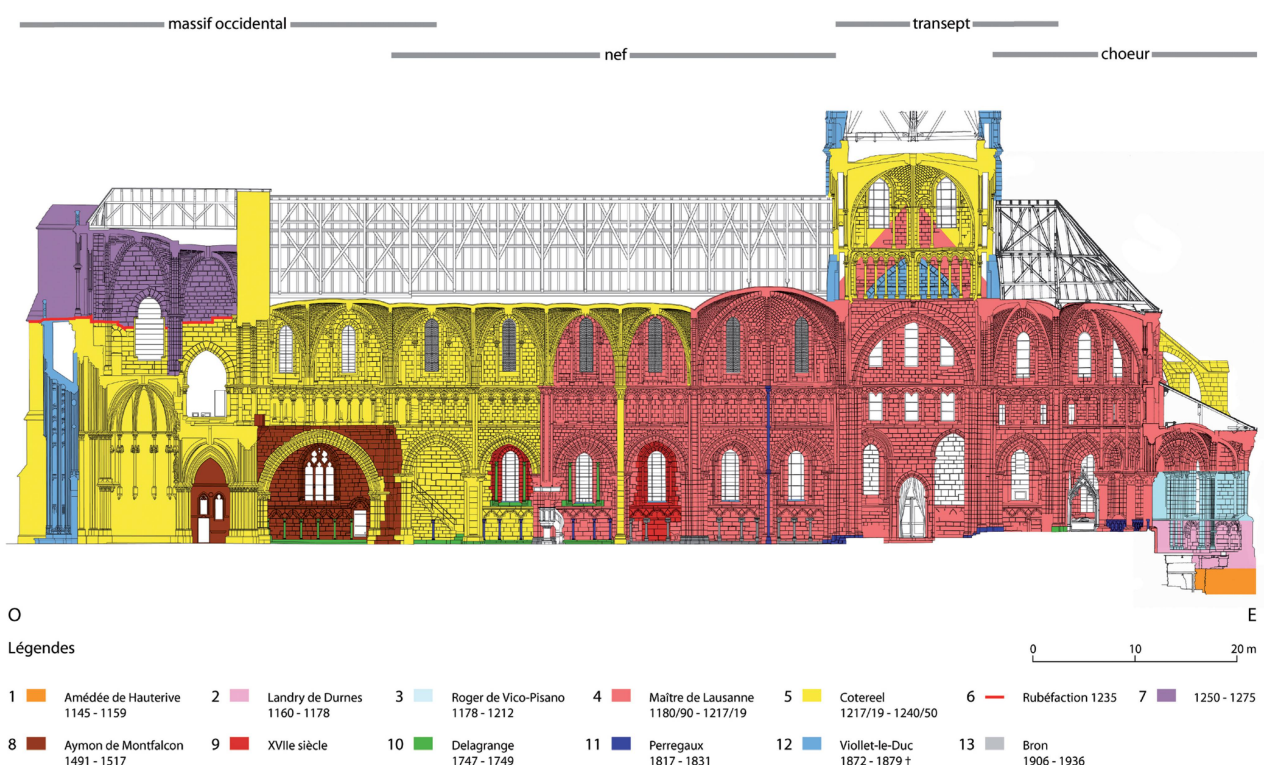 massif occidental
transept
nef
choeur
O
E
Légendes
0 10 20 m
1 Amédée de Hauterive
1145 - 1159
2 Landry de Durnes
1160 - 1178
3 Roger de Vico-Pisano
1178 - 1212
4 Maître de Lausanne
1180/90 - 1217/19
5 Cotereel
1217/19 - 1240/50
6 Rubéfaction 1235
7 1250 - 1275
8 Aymon de Montfalcon
1491 - 1517
9 XVIIe siècle
10 Delagrange
1747 - 1749
11 Perregaux
1817 - 1831
12 Viollet-le-Duc
1872 - 1879 †
13 Bron
1906 - 1936